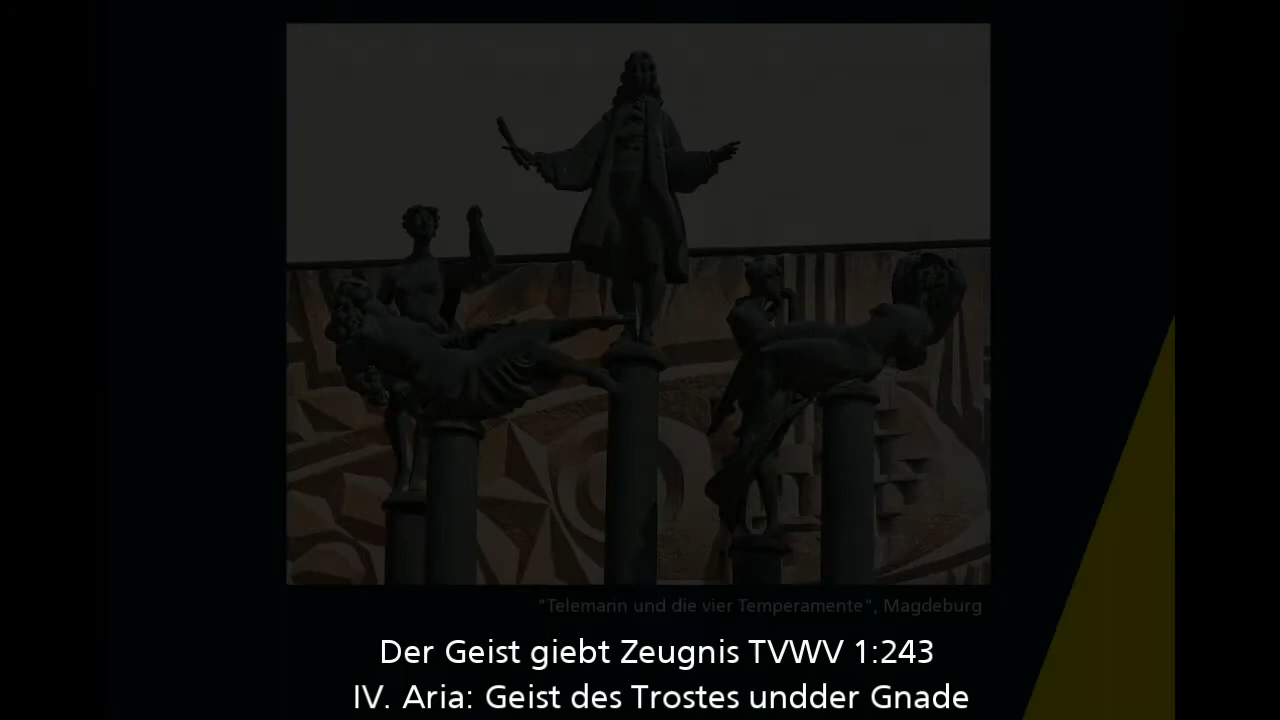 "Telemann und die vier Temperamente", Magdeburg
Der Geist giebt Zeugnis TVWV 1:243
IV. Aria: Geist des Trostes undder Gnade